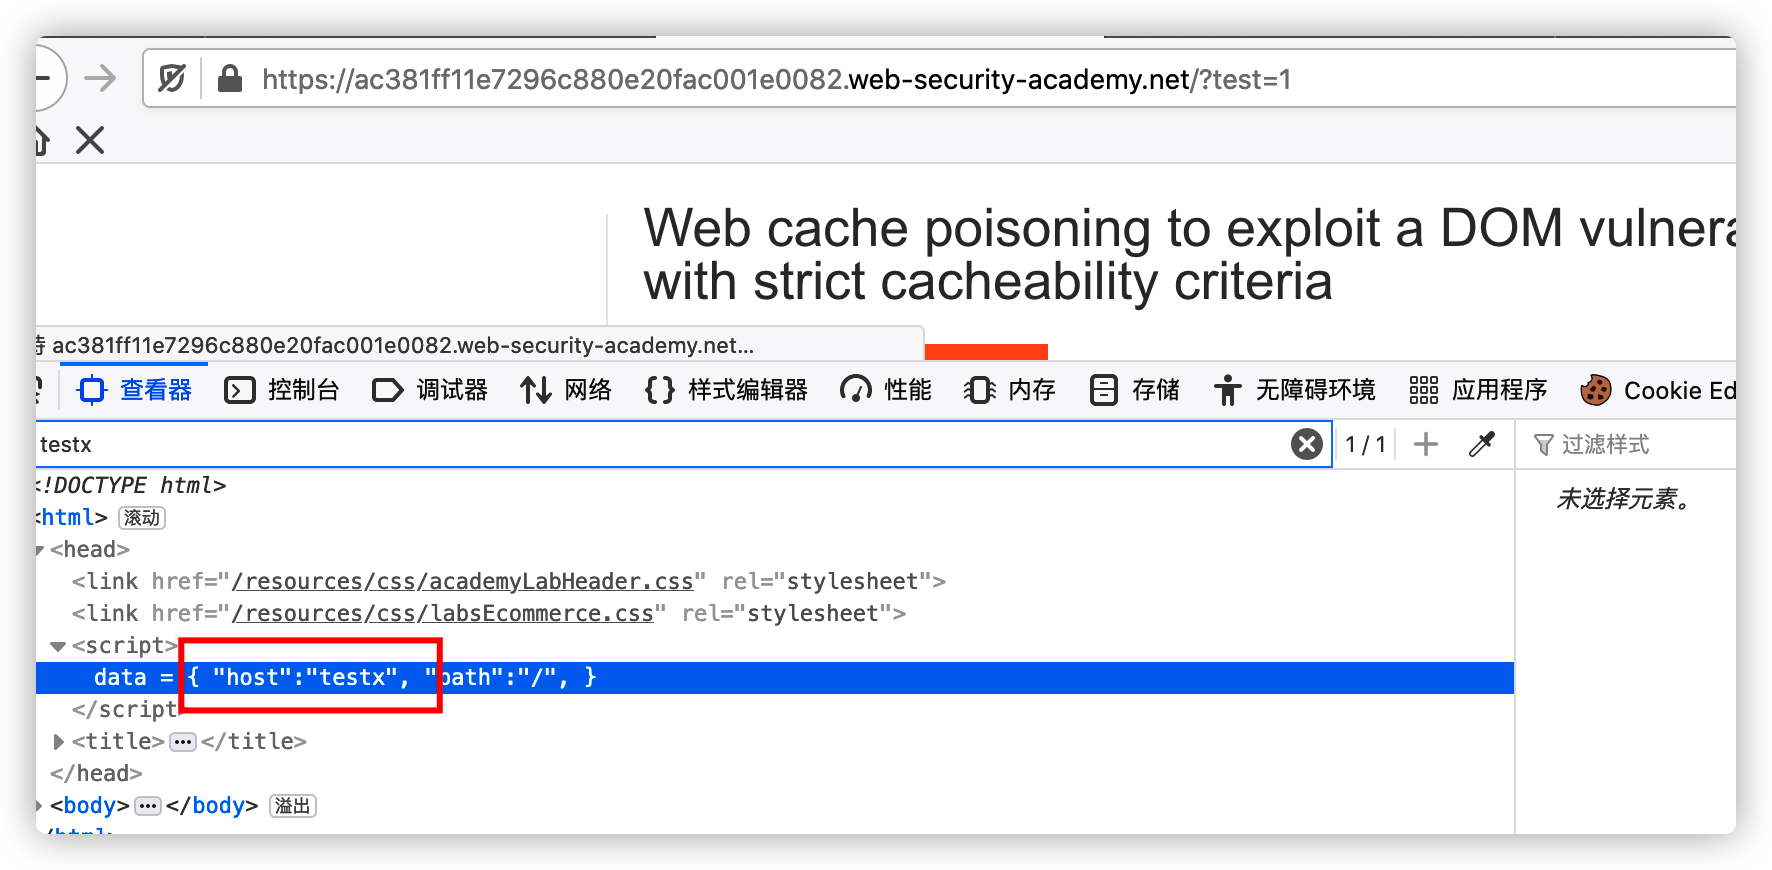 https://ac381ff11e7296c880e20fac001e0082.web-security-academy.net/?test=1
Web cache poisoning to exploit a DOM vulnera
with strict cacheability criteria
ac381ff11e7296c880e20fac001e0082.web-security-academy.net...
查看器 控制台 调试器 网络 {} 样式编辑器 性能 内存 存储 无障碍环境 应用程序 Cookie Ed
testx 1 / 1 过滤样式
<!DOCTYPE html>
未选择元素。
<html> 滚动
<head>
<link href="/resources/css/academyLabHeader.css" rel="stylesheet">
<link href="/resources/css/labsEcommerce.css" rel="stylesheet">
<script>
data = { "host":"testx", "path":"/", }
</script
<title>...</title>
</head>
<body>...</body> 溢出